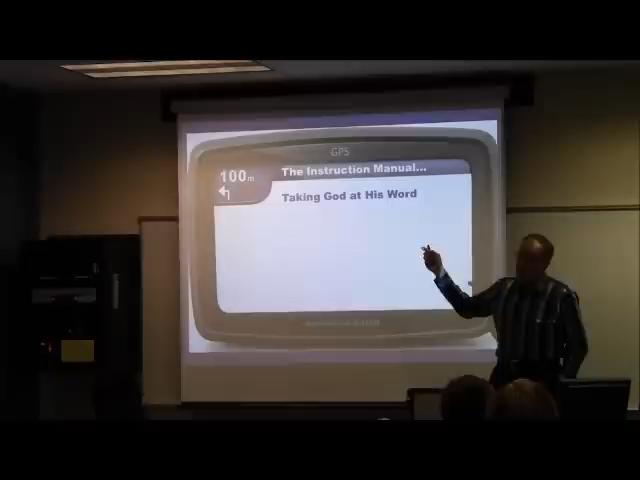 GPS
100m
The Instruction Manual...
Taking God at His Word